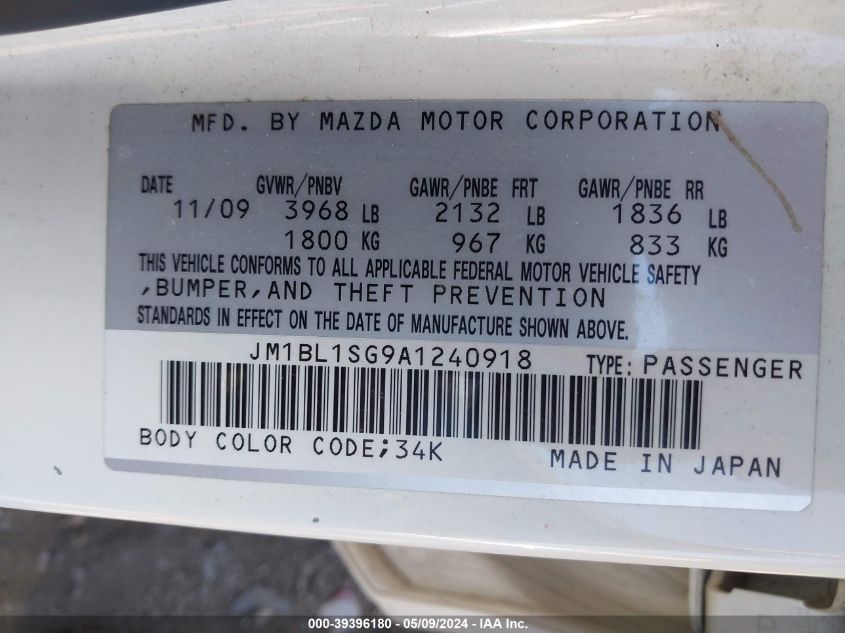 MFD. BY MAZDA MOTOR CORPORATION
DATE GVWR/PNBV GAWR/PNBE FRT GAWR/PNBE RR
11/09 3968 LB 2132 LB 1836 LB
1800 KG 967 KG 833 KG
THIS VEHICLE CONFORMS TO ALL APPLICABLE FEDERAL MOTOR VEHICLE SAFETY
,BUMPER,AND THEFT PREVENTION
STANDARDS IN EFFECT ON THE DATE OF MANUFACTURE SHOWN ABOVE.
JM1BL1SG9A1240918 TYPE: PASSENGER
BODY COLOR CODE;34K MADE IN JAPAN
000-39396180 - 05/09/2024 - IAA Inc.